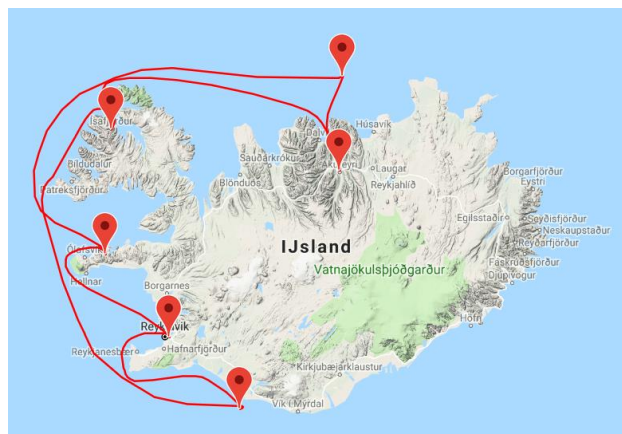 Ísafjörður
Húsavík
Dalvík
Bíldudalur
Sauðárkrókur
Akureyri
Laugar
Borgarfjörður
Eystri
Patreksfjörður
Blönduós
Reykjahlíð
Egilsstaðir
Seyðisfjörður
Neskaupstaður
Ólafsvík
IJsland
Reyðarfjörður
Hellnar
Vatnajökulsþjóðgarður
Fáskrúðsfjörður
Djúpivogur
Borgarnes
Reykjavík
Höfn
Reykjanesbær
Hafnarfjörður
Kirkjubæjarklaustur
Vík í Mýrdal